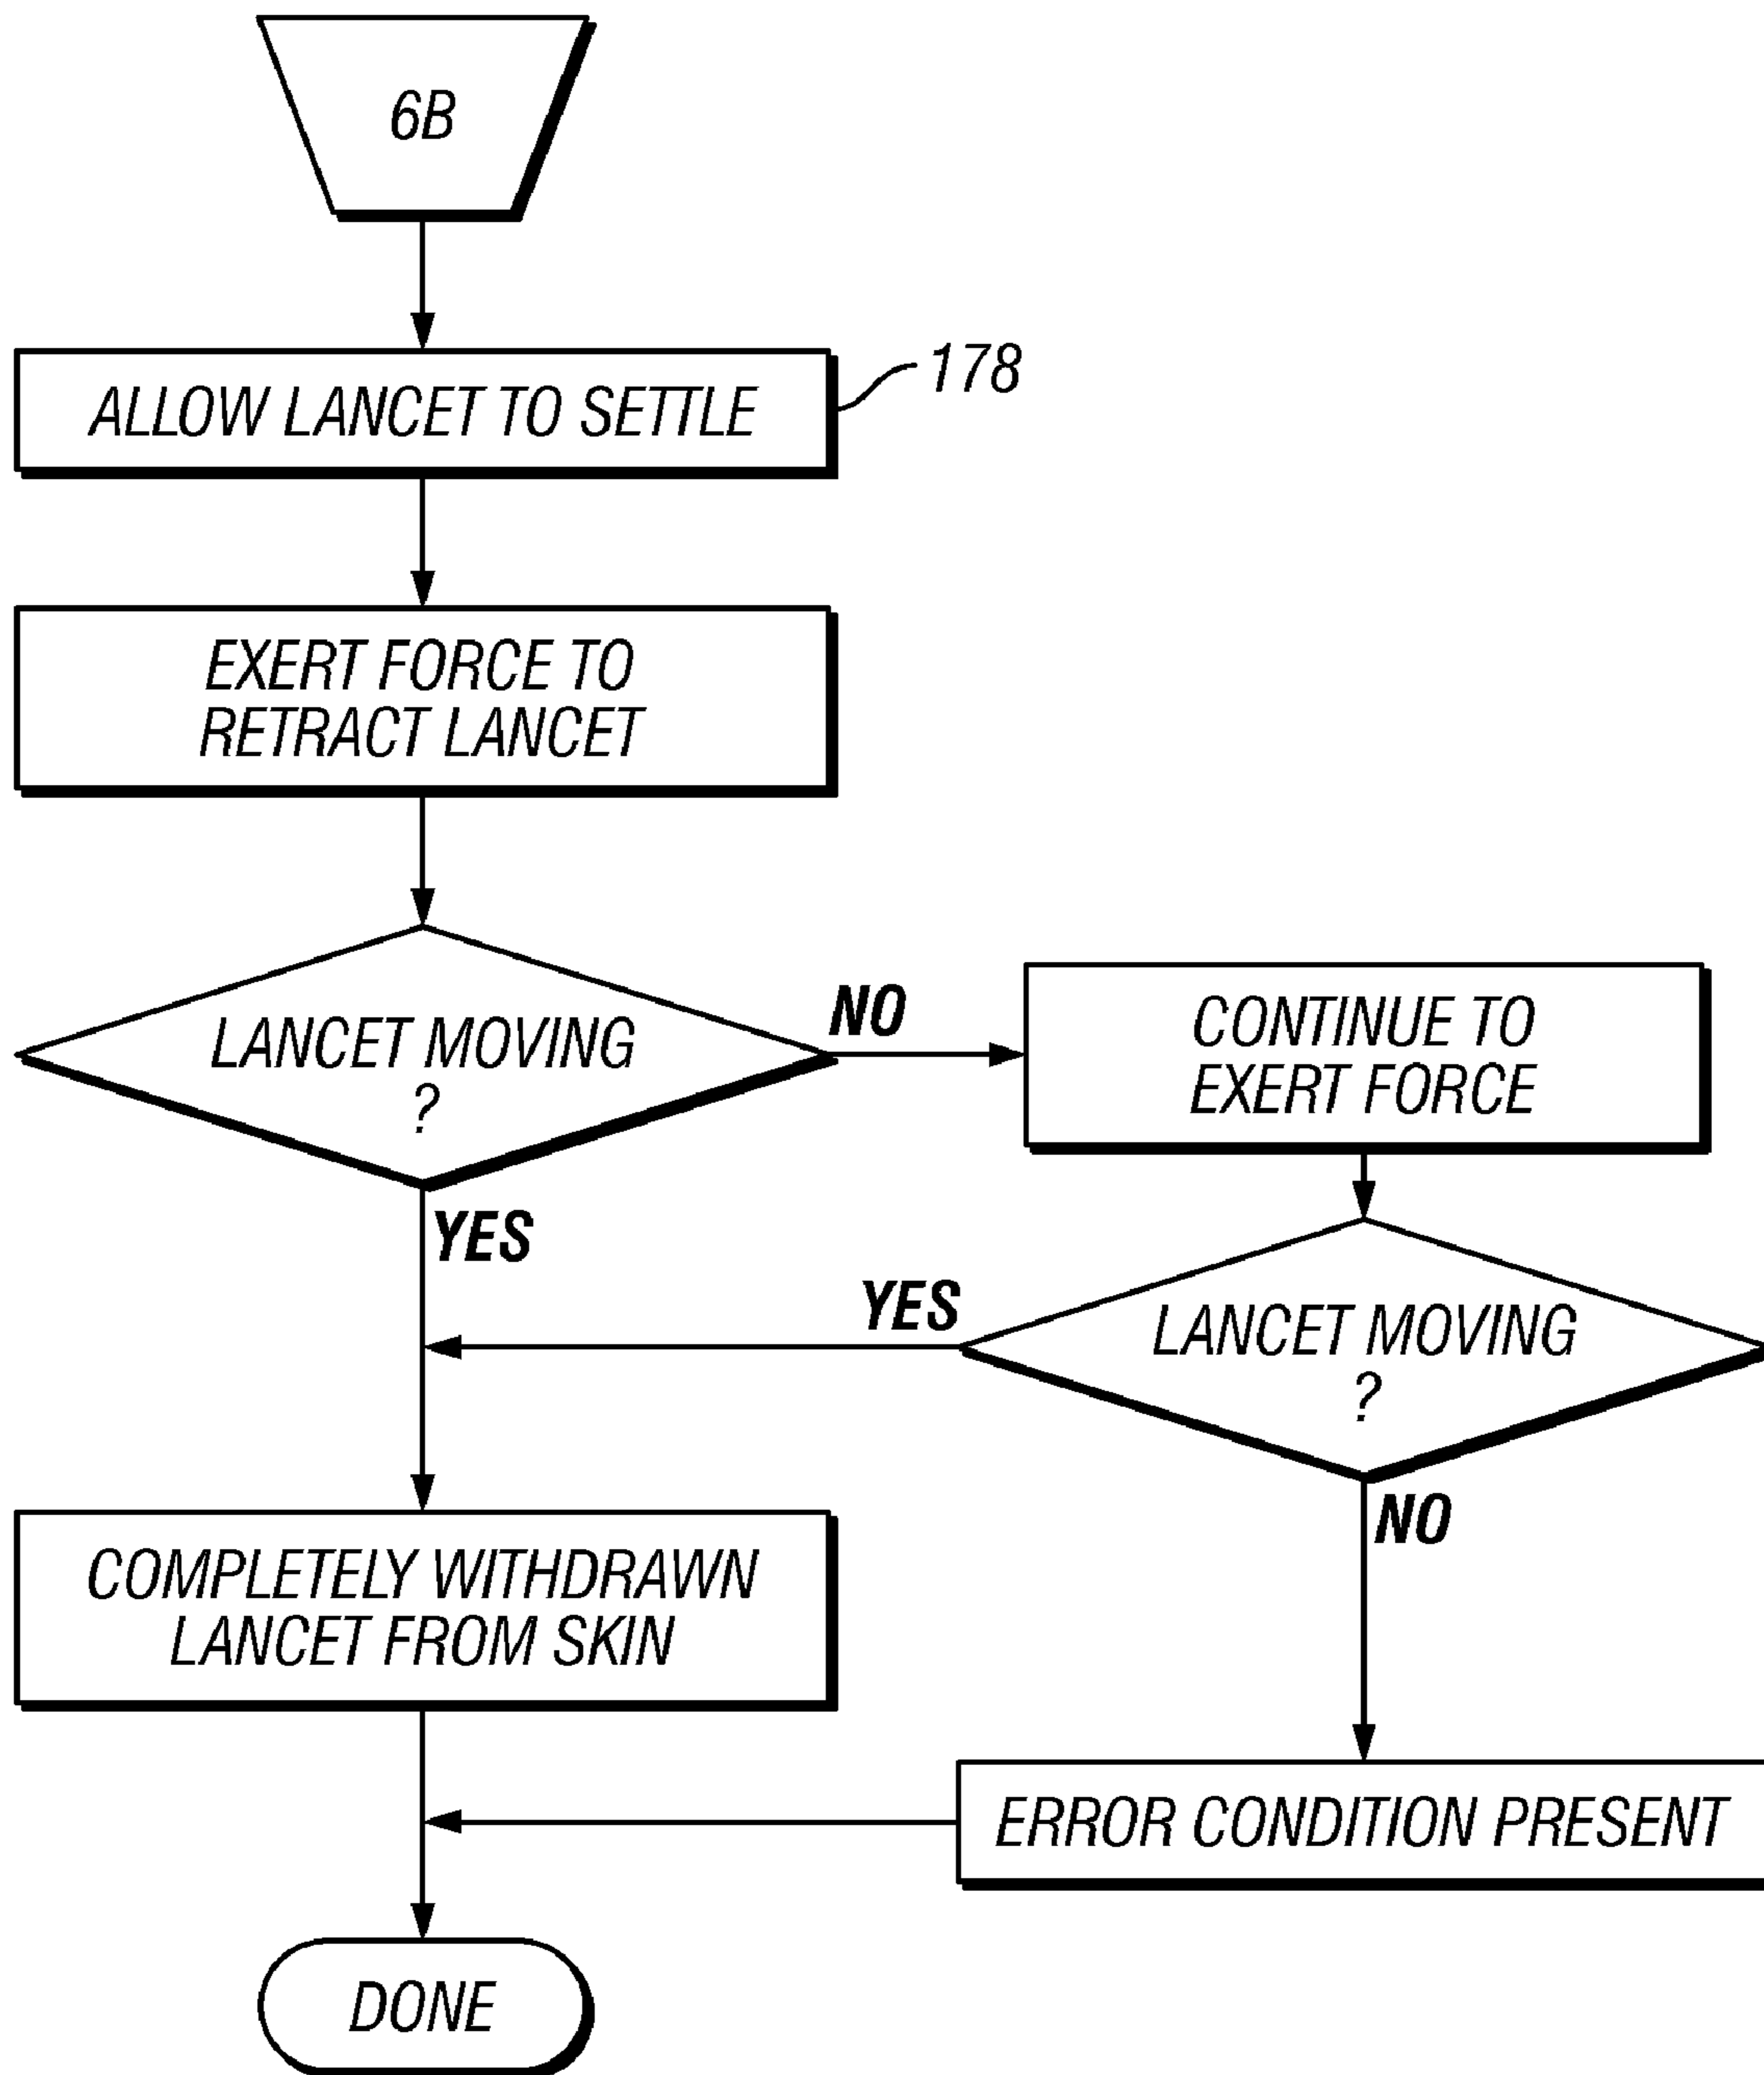 6B
ALLOW LANCET TO SETTLE
178
EXERT FORCE TO
RETRACT LANCET
LANCET MOVING
?
NO
CONTINUE TO
EXERT FORCE
YES
YES
LANCET MOVING
?
NO
COMPLETELY WITHDRAWN
LANCET FROM SKIN
ERROR CONDITION PRESENT
DONE